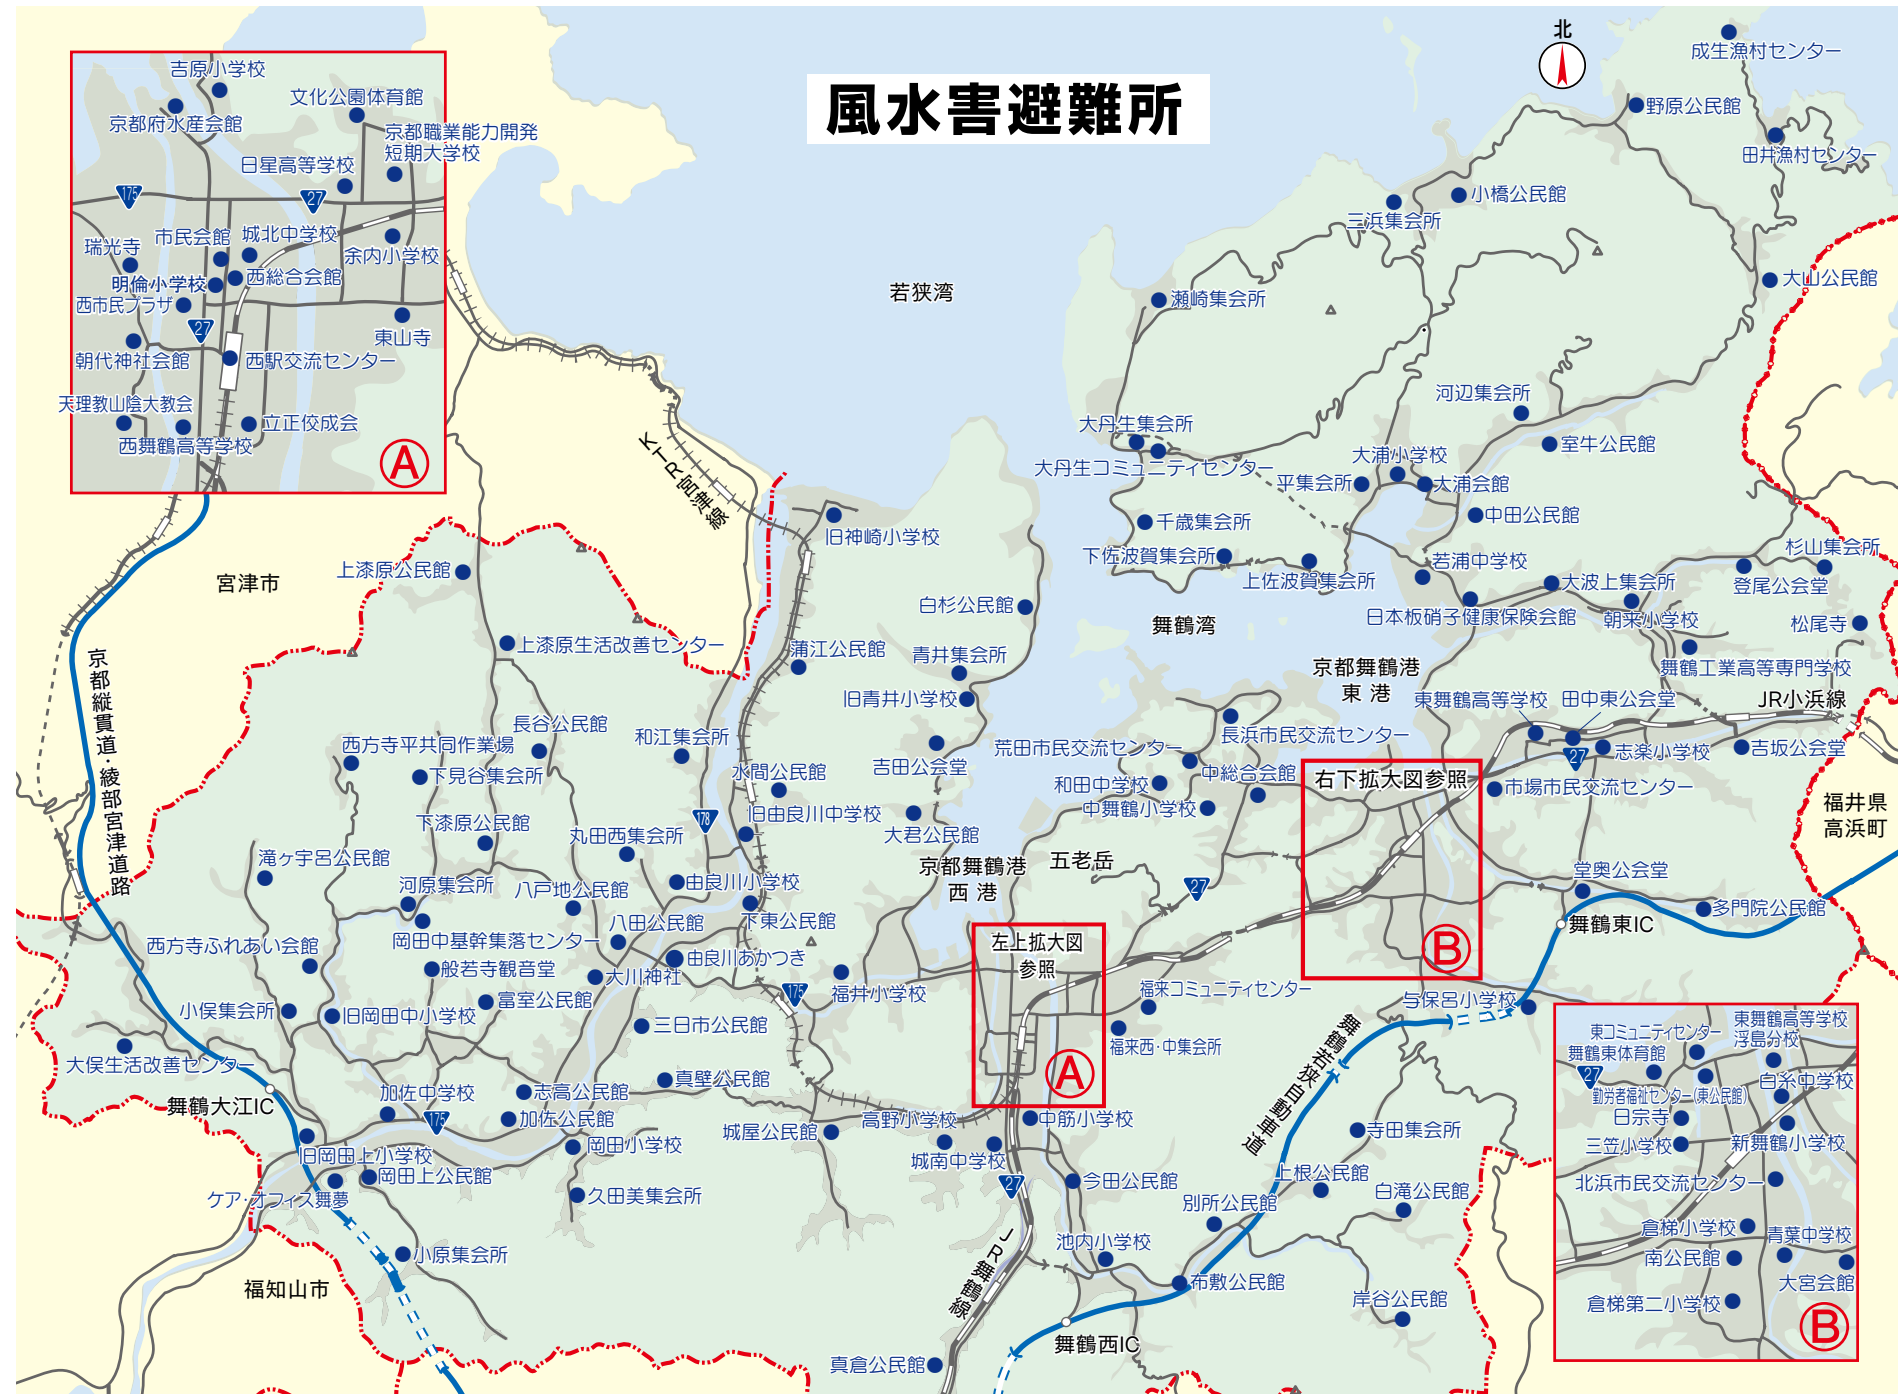 風水害避難所
北
成生漁村センター
野原公民館
田井漁村センター
小橋公民館
三浜集会所
大山公民館
瀬崎集会所
若狭湾
吉原小学校
文化公園体育館
京都府水産会館
京都職業能力開発
短期大学校
日星高等学校
175
27
市民会館
城北中学校
瑞光寺
余内小学校
明倫小学校
西総合会館
西市民プラザ
27
東山寺
朝代神社会館
西駅交流センター
天理教山陰大教会
立正佼成会
西舞鶴高等学校
A
KTR宮津線
河辺集会所
大丹生集会所
室牛公民館
大丹生コミュニティセンター
大浦小学校
平集会所
大浦会館
中田公民館
千歳集会所
旧神崎小学校
下佐波賀集会所
上佐波賀集会所
若浦中学校
杉山集会所
登尾公会堂
大波上集会所
日本板硝子健康保険会館
朝来小学校
松尾寺
宮津市
上漆原公民館
白杉公民館
舞鶴湾
上漆原生活改善センター
蒲江公民館
青井集会所
京都舞鶴港
東港
舞鶴工業高等専門学校
京都縦貫道・綾部宮津道路
旧青井小学校
東舞鶴高等学校
田中東公会堂
JR小浜線
長谷公民館
和江集会所
西方寺平共同作業場
下見谷集会所
吉田公会堂
荒田市民交流センター
長浜市民交流センター
志楽小学校
吉坂公会堂
27
水間公民館
和田中学校
中総合会館
右下拡大図参照
市場市民交流センター
中舞鶴小学校
福井県
高浜町
旧由良川中学校
178
下漆原公民館
丸田西集会所
大君公民館
滝ヶ宇呂公民館
京都舞鶴港
西港
五老岳
27
堂奥公会堂
河原集会所
八戸地公民館
由良川小学校
八田公民館
下東公民館
多門院公民館
舞鶴東IC
西方寺ふれあい会館
岡田中基幹集落センター
由良川あかつき
左上拡大図
参照
B
般若寺観音堂
大川神社
福井小学校
175
福来コミュニティセンター
与保呂小学校
富室公民館
小俣集会所
旧岡田中小学校
三日市公民館
福来西・中集会所
大俣生活改善センター
A
舞鶴若狭自動車道
東コミュニティセンター
東舞鶴高等学校
浮島分校
舞鶴東体育館
27
白糸中学校
勤労者福祉センター(東公民館)
日宗寺
三笠小学校
新舞鶴小学校
北浜市民交流センター
倉梯小学校
青葉中学校
南公民館
大宮会館
倉梯第二小学校
B
舞鶴大江IC
加佐中学校
志高公民館
真壁公民館
175
加佐公民館
高野小学校
中筋小学校
城屋公民館
寺田集会所
岡田小学校
旧岡田上小学校
岡田上公民館
城南中学校
今田公民館
27
上根公民館
白滝公民館
ケア・オフィス舞夢
久田美集会所
別所公民館
池内小学校
JR舞鶴線
小原集会所
福知山市
布敷公民館
岸谷公民館
舞鶴西IC
真倉公民館